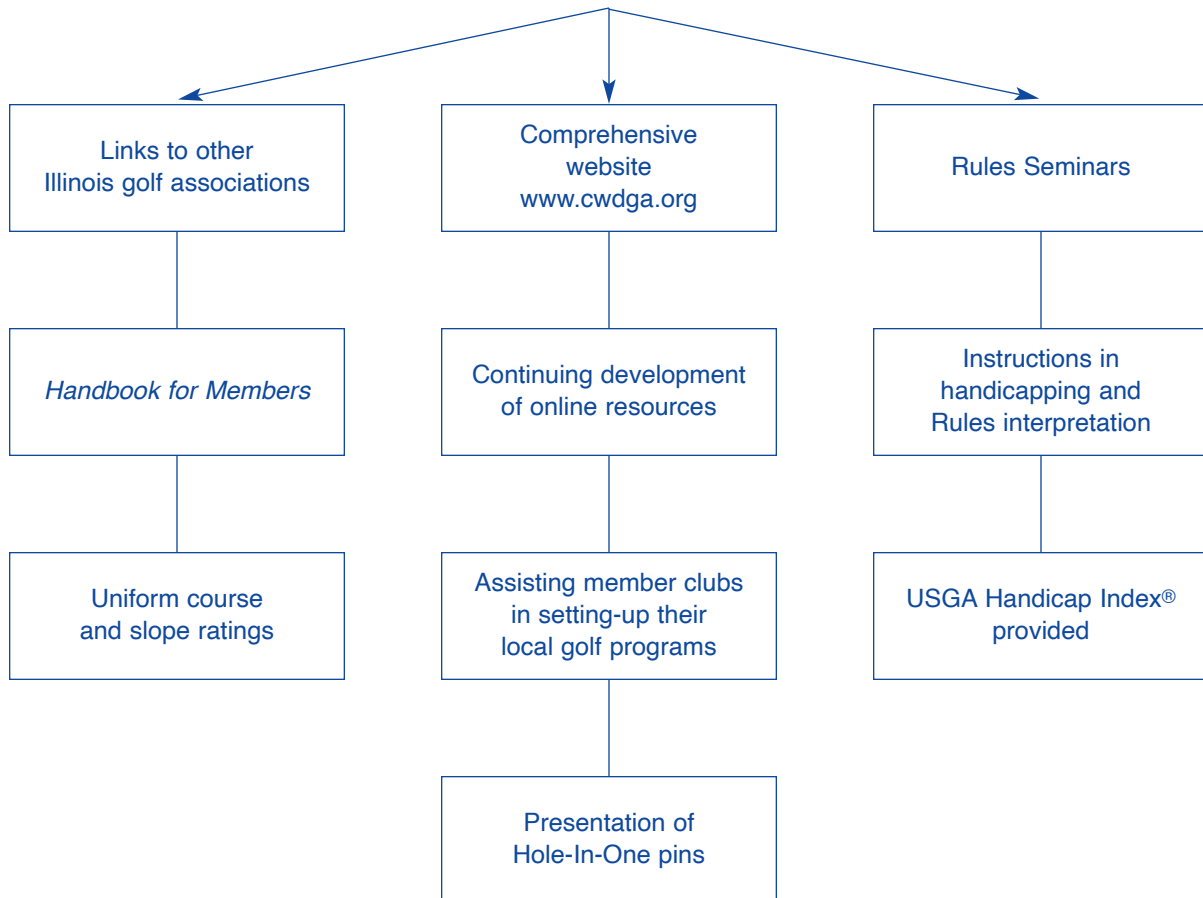 Links to other
Illinois golf associations
Comprehensive
website
www.cwdga.org
Rules Seminars
Handbook for Members
Continuing development
of online resources
Instructions in
handicapping and
Rules interpretation
Uniform course
and slope ratings
Assisting member clubs
in setting-up their
local golf programs
USGA Handicap Index®
provided
Presentation of
Hole-In-One pins